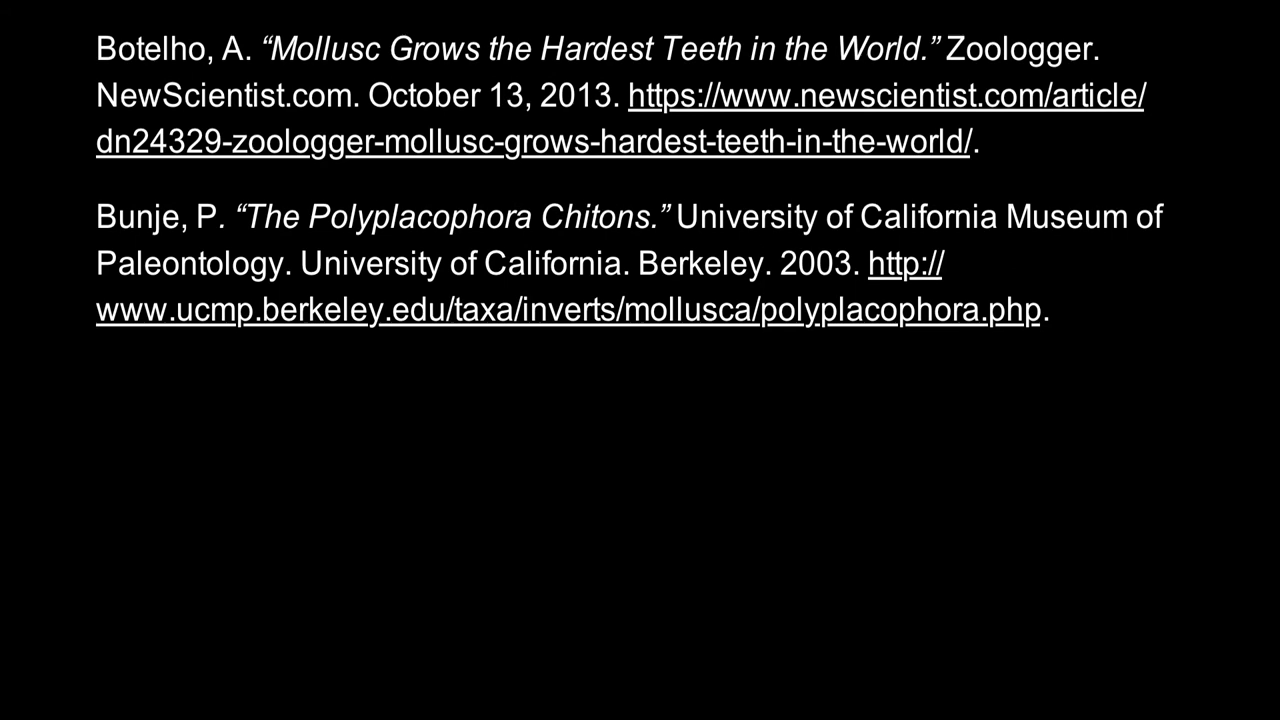 Botelho, A. “Mollusc Grows the Hardest Teeth in the World.” Zoologger.
NewScientist.com. October 13, 2013. https://www.newscientist.com/article/
dn24329-zoologger-mollusc-grows-hardest-teeth-in-the-world/.
Bunje, P. “The Polyplacophora Chitons.” University of California Museum of
Paleontology. University of California. Berkeley. 2003. http://
www.ucmp.berkeley.edu/taxa/inverts/mollusca/polyplacophora.php.